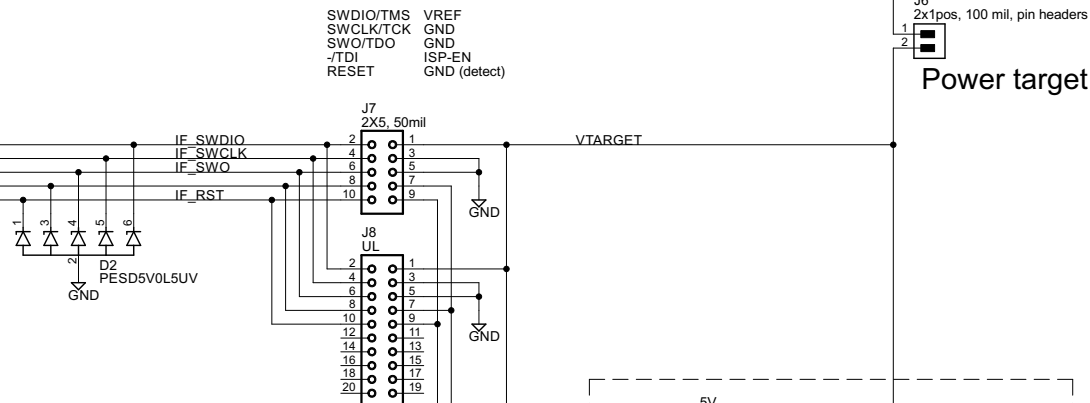 J6
2x1pos, 100 mil, pin headers
1
2
Power target
SWDIO/TMS VREF
SWCLK/TCK GND
SWO/TDO GND
-/TDI ISP-EN
RESET GND (detect)
J7
2X5, 50mil
IF_SWDIO 2 1 VTARGET
IF_SWCLK 4 3
IF_SWO 6 5
8 7
IF_RST 10 9
GND
1 3 4 5 6
2
D2
PESD5V0L5UV
GND
J8
UL
2 1
4 3
6 5
8 7
10 9
GND
12 11
14 13
16 15
18 17
20 19
5V